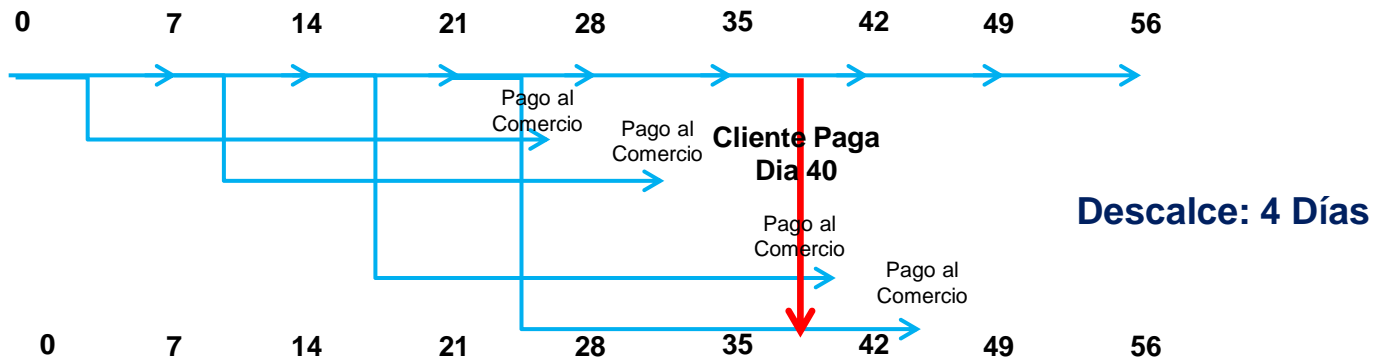 0 7 14 21 28 35 42 49 56
Pago al
Comercio
Pago al
Comercio
Cliente Paga
Dia 40
Descalce: 4 Días
Pago al
Comercio
Pago al
Comercio
0 7 14 21 28 35 42 49 56